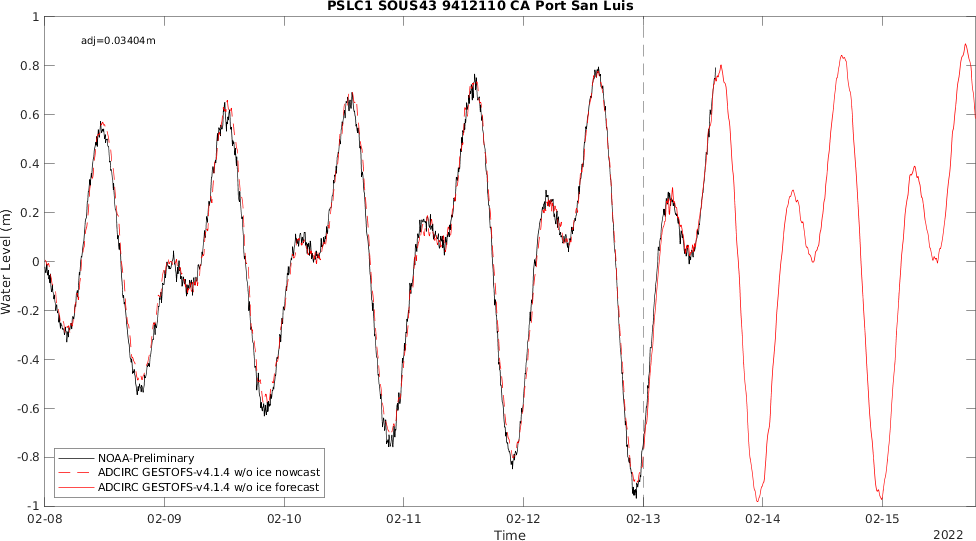 PSLC1 SOUS43 9412110 CA Port San Luis
adj=0.03404m
1
0.8
0.6
0.4
0.2
0
-0.2
-0.4
-0.6
-0.8
-1
Water Level (m)
NOAA-Preliminary
ADCIRC GESTOFS-v4.1.4 w/o ice nowcast
ADCIRC GESTOFS-v4.1.4 w/o ice forecast
02-08 02-09 02-10 02-11 02-12 02-13 02-14 02-15
Time
2022